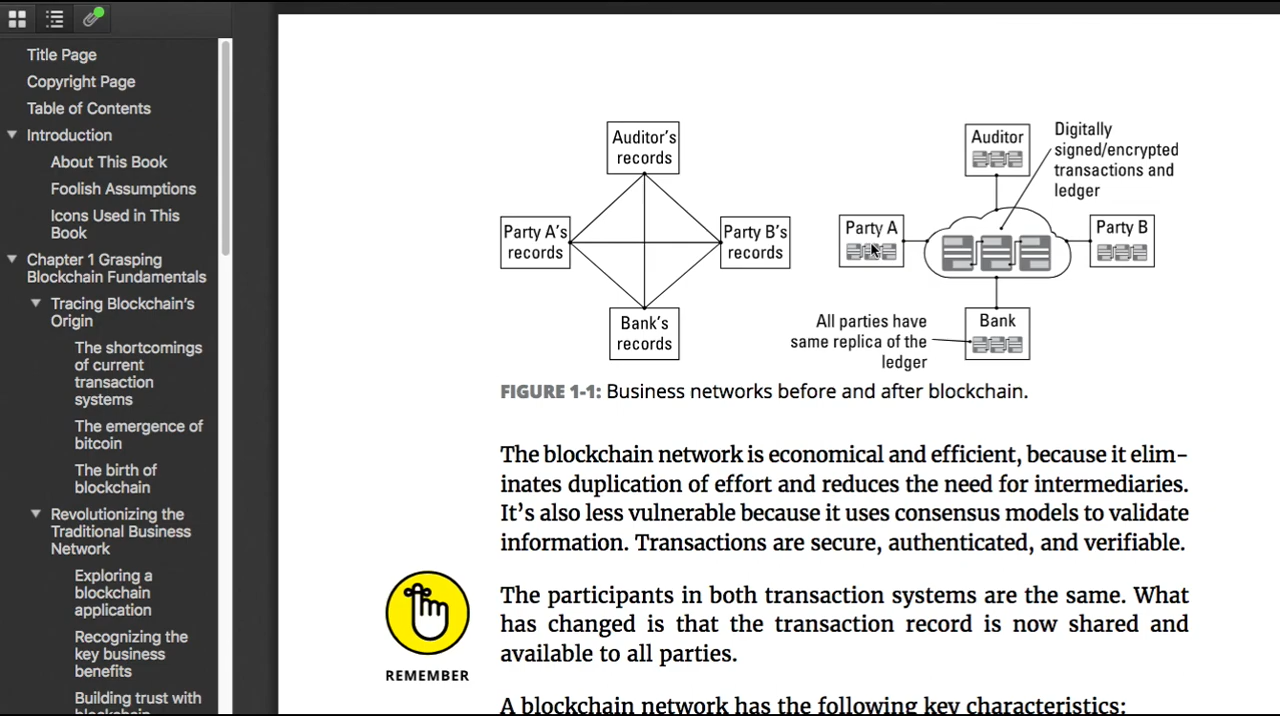 Title Page
Copyright Page
Table of Contents
Introduction
About This Book
Foolish Assumptions
Icons Used in This
Book
Chapter 1 Grasping
Blockchain Fundamentals
Tracing Blockchain's
Origin
The shortcomings
of current
transaction
systems
The emergence of
bitcoin
The birth of
blockchain
Revolutionizing the
Traditional Business
Network
Exploring a
blockchain
application
Recognizing the
key business
benefits
Building trust with
blockchain
Auditor's
records
Party A's
records
Party B's
records
Bank's
records
Auditor
Digitally
signed/encrypted
transactions and
ledger
Party A
Party B
All parties have
same replica of the
ledger
Bank
FIGURE 1-1: Business networks before and after blockchain.
The blockchain network is economical and efficient, because it elim-
inates duplication of effort and reduces the need for intermediaries.
It's also less vulnerable because it uses consensus models to validate
information. Transactions are secure, authenticated, and verifiable.
REMEMBER
The participants in both transaction systems are the same. What
has changed is that the transaction record is now shared and
available to all parties.
A blockchain network has the following key characteristics: